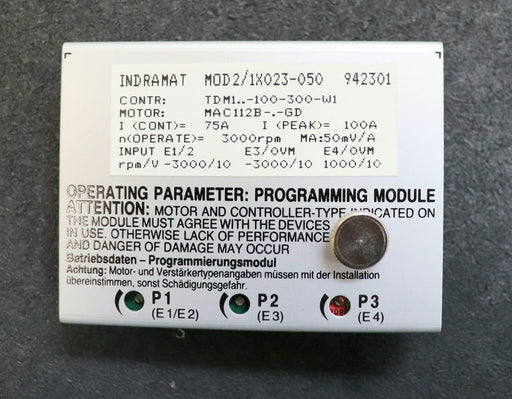 INDRAMAT MOD2/1X023-050 942301
CONTR: TDM1..-100-300-W1
MOTOR: MAC112B-.-GD
I (CONT)= 75A I (PEAK)= 100A
n(OPERATE)= 3000rpm MA:50mV/A
INPUT E1/2 E3/0VM E4/0VM
rpm/V -3000/10 -3000/10 1000/10
OPERATING PARAMETER: PROGRAMMING MODULE
ATTENTION: MOTOR AND CONTROLLER-TYPE INDICATED ON
THE MODULE MUST AGREE WITH THE DEVICES
IN USE. OTHERWISE LACK OF PERFORMANCE
AND DANGER OF DAMAGE MAY OCCUR
Betriebsdaten – Programmierungsmodul
Achtung: Motor- und Verstärkertypenangaben müssen mit der Installation
übereinstimmen, sonst Schädigungsgefahr.
P1 P2 P3
(E1/E2) (E3) (E4)